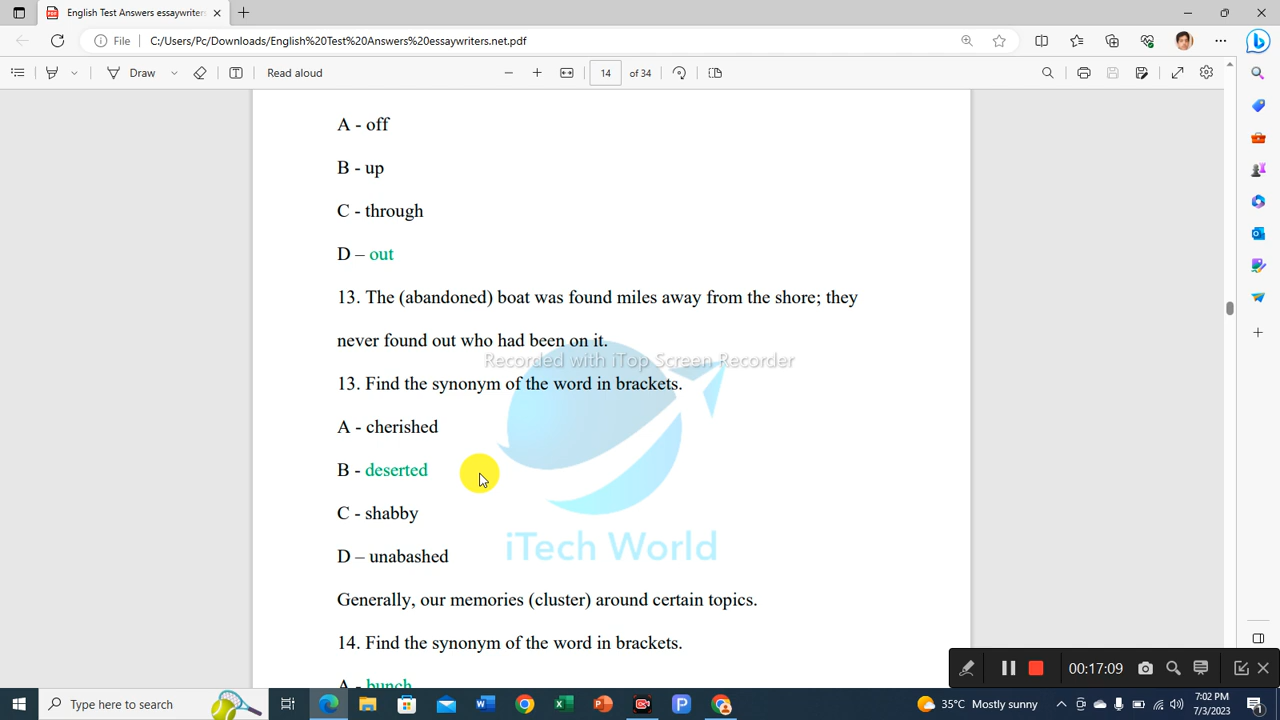 English Test Answers essaywriters
File
C:/Users/Pc/Downloads/English%20Test%20Answers%20essaywriters.net.pdf
Draw
Read aloud
14
of 34
A - off
B - up
C - through
D – out
13. The (abandoned) boat was found miles away from the shore; they
never found out who had been on it.
Recorded with iTop Screen Recorder
13. Find the synonym of the word in brackets.
A - cherished
B - deserted
C - shabby
D – unabashed
iTech World
Generally, our memories (cluster) around certain topics.
14. Find the synonym of the word in brackets.
A - bunch
00:17:09
Type here to search
35°C Mostly sunny
7:02 PM
7/3/2023